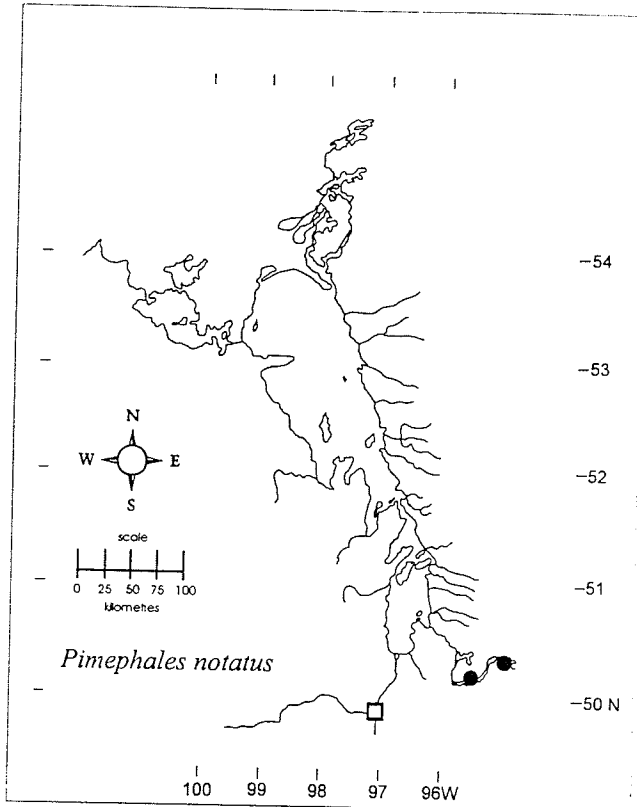 –54
–53
N
W E
S
–52
scale
0 25 50 75 100
kilometres
–51
Pimephales notatus
–50 N
100 99 98 97 96W